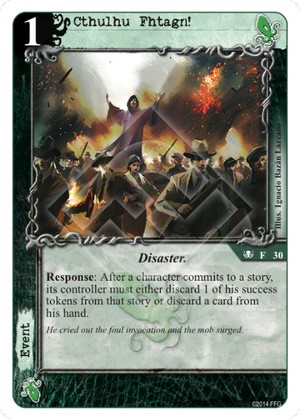 1
Cthulhu Fhtagn!
Illus. Ignacio Bazán Lazcano
Disaster.
F 30
Response: After a character commits to a story,
its controller must either discard 1 of his success
tokens from that story or discard a card from
his hand.
He cried out the foul invocation and the mob surged.
Event
©2014 FFG